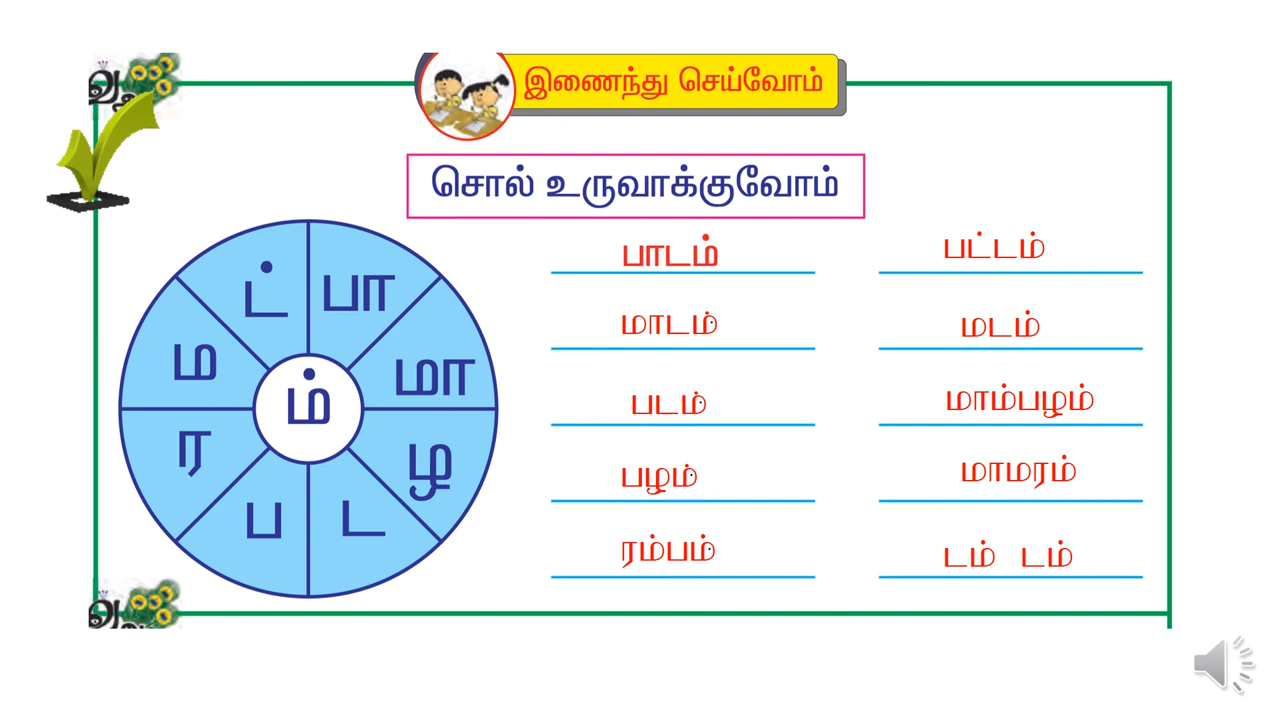 இணைந்து செய்வோம்
சொல் உருவாக்குவோம்
ட் பா
ம மா
ம்
ர ழ
ப ட
பாடம் பட்டம்
மாடம் மடம்
படம் மாம்பழம்
பழம் மாமரம்
ரம்பம் டம் டம்